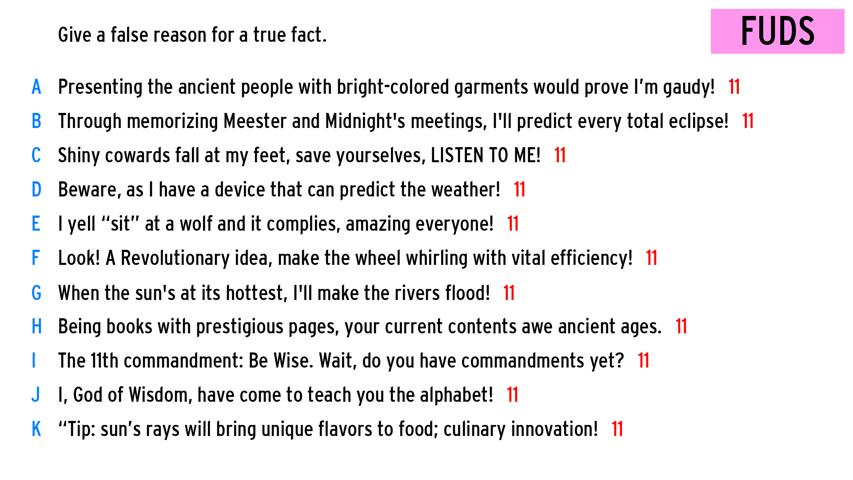 Give a false reason for a true fact.
FUDS
A Presenting the ancient people with bright-colored garments would prove I'm gaudy! 11
B Through memorizing Meester and Midnight's meetings, I'll predict every total eclipse! 11
C Shiny cowards fall at my feet, save yourselves, LISTEN TO ME! 11
D Beware, as I have a device that can predict the weather! 11
E I yell “sit” at a wolf and it complies, amazing everyone! 11
F Look! A Revolutionary idea, make the wheel whirling with vital efficiency! 11
G When the sun's at its hottest, I'll make the rivers flood! 11
H Being books with prestigious pages, your current contents awe ancient ages. 11
I The 11th commandment: Be Wise. Wait, do you have commandments yet? 11
J I, God of Wisdom, have come to teach you the alphabet! 11
K “Tip: sun’s rays will bring unique flavors to food; culinary innovation! 11